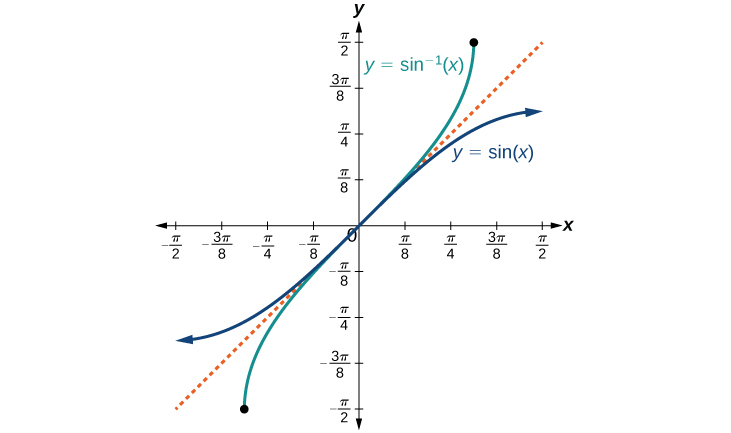 y
π/2
y = sin⁻¹(x)
3π/8
π/4
y = sin(x)
π/8
x
0
-π/2 -3π/8 -π/4 -π/8 π/8 π/4 3π/8 π/2
-π/8
-π/4
-3π/8
-π/2